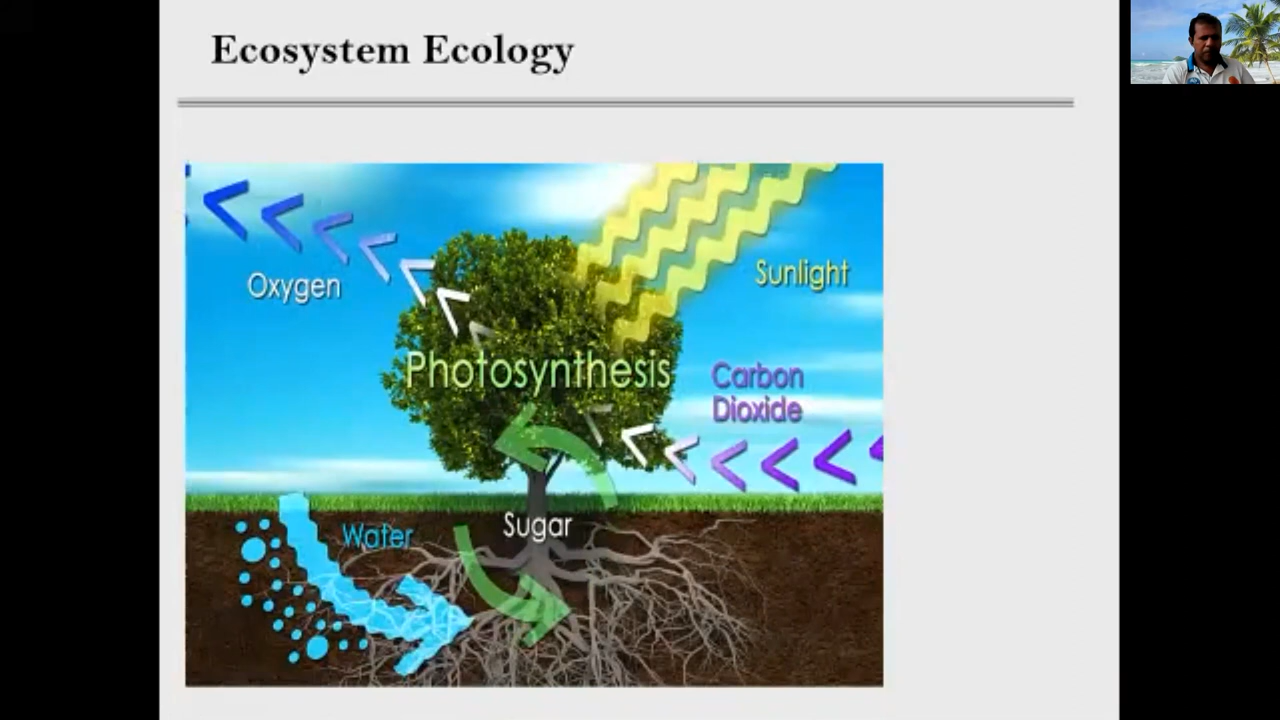 Ecosystem Ecology
Oxygen
Sunlight
Photosynthesis
Carbon
Dioxide
Sugar
Water